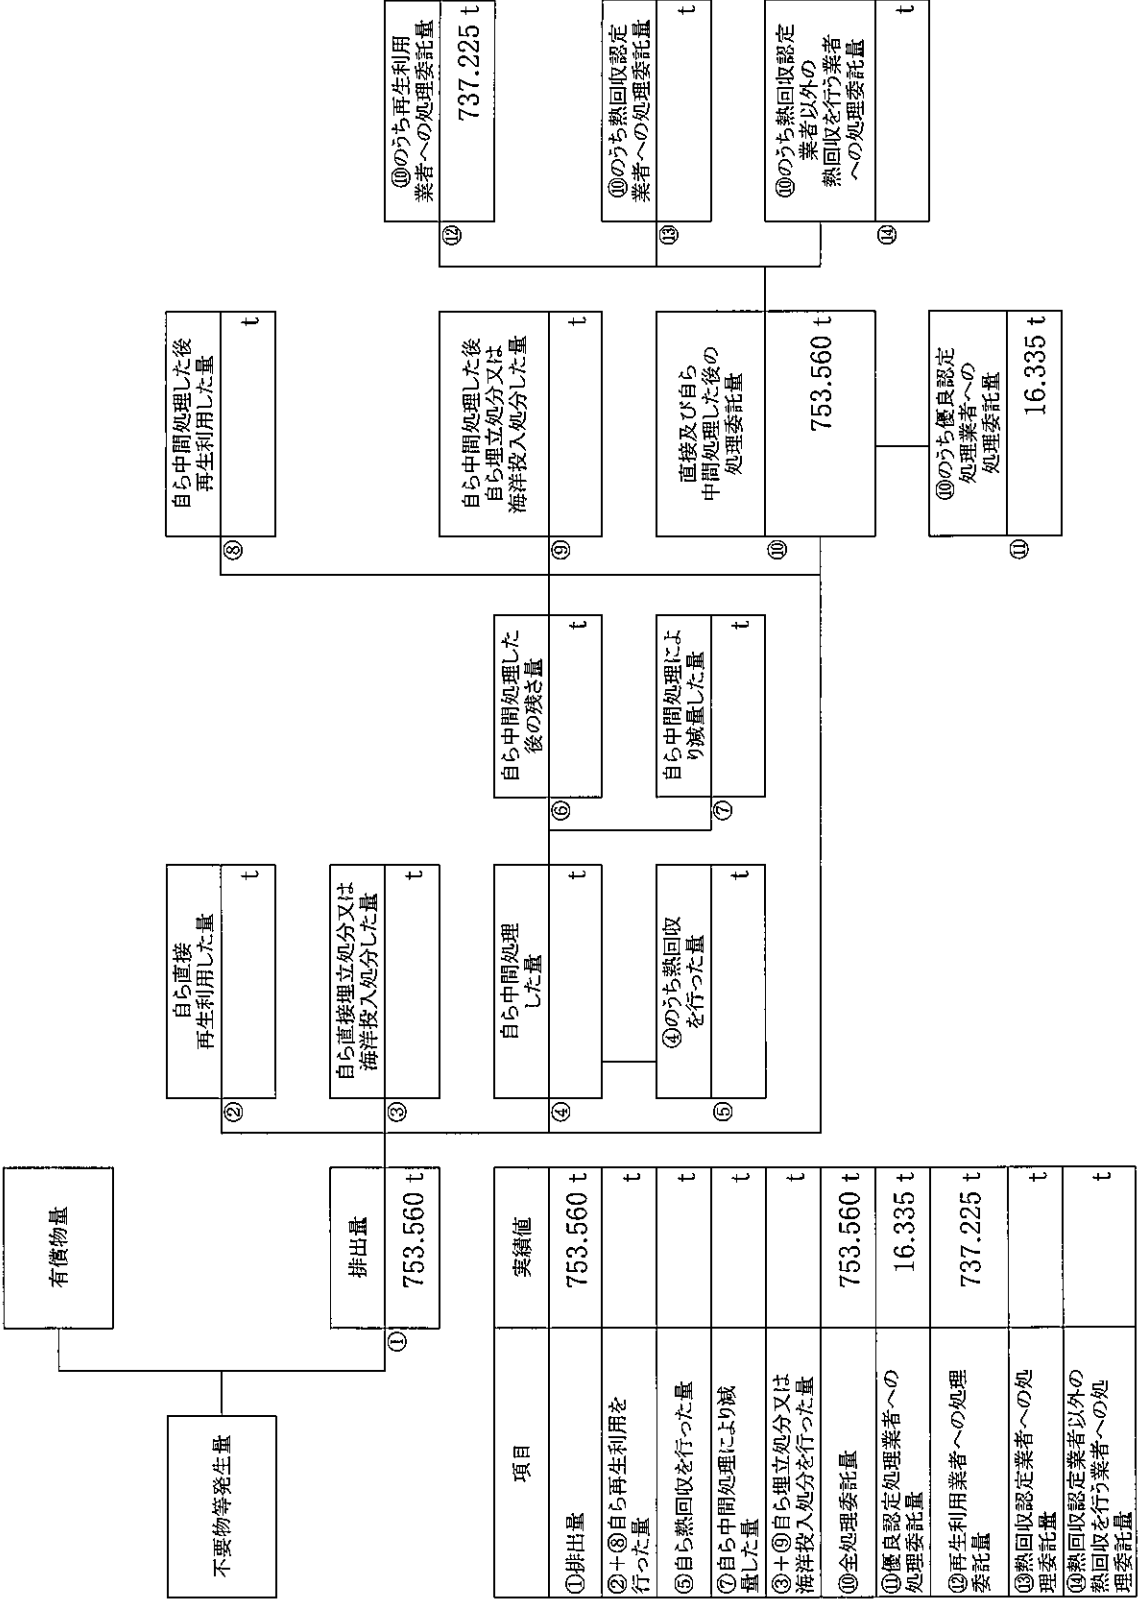 不要物等発生量
有償物量
排出量
①
753.560 t
自ら直接
再生利用した量
②
t
自ら直接埋立処分又は
海洋投入処分した量
③
t
自ら中間処理
した量
④
t
④のうち熱回収
を行った量
⑤
t
自ら中間処理した
後の残さ量
⑥
t
自ら中間処理によ
り減量した量
⑦
t
自ら中間処理した後
再生利用した量
⑧
t
自ら中間処理した後
自ら埋立処分又は
海洋投入処分した量
⑨
t
直接及び自ら
中間処理した後の
処理委託量
⑩
753.560 t
⑩のうち優良認定
処理業者への
処理委託量
⑪
16.335 t
⑩のうち再生利用
業者への処理委託量
⑫
737.225 t
⑩のうち熱回収認定
業者への処理委託量
⑬
t
⑩のうち熱回収認定
業者以外の
熱回収を行う業者
への処理委託量
⑭
t
項目 実績値
①排出量 753.560 t
②＋⑧自ら再生利用を
行った量
t
⑤自ら熱回収を行った量 t
⑦自ら中間処理により減
量した量
t
③＋⑨自ら埋立処分又は
海洋投入処分を行った量
t
⑩全処理委託量 753.560 t
⑪優良認定処理業者への
処理委託量
16.335 t
⑫再生利用業者への処理
委託量
737.225 t
⑬熱回収認定業者への処
理委託量
t
⑭熱回収認定業者以外の
熱回収を行う業者への処
理委託量
t